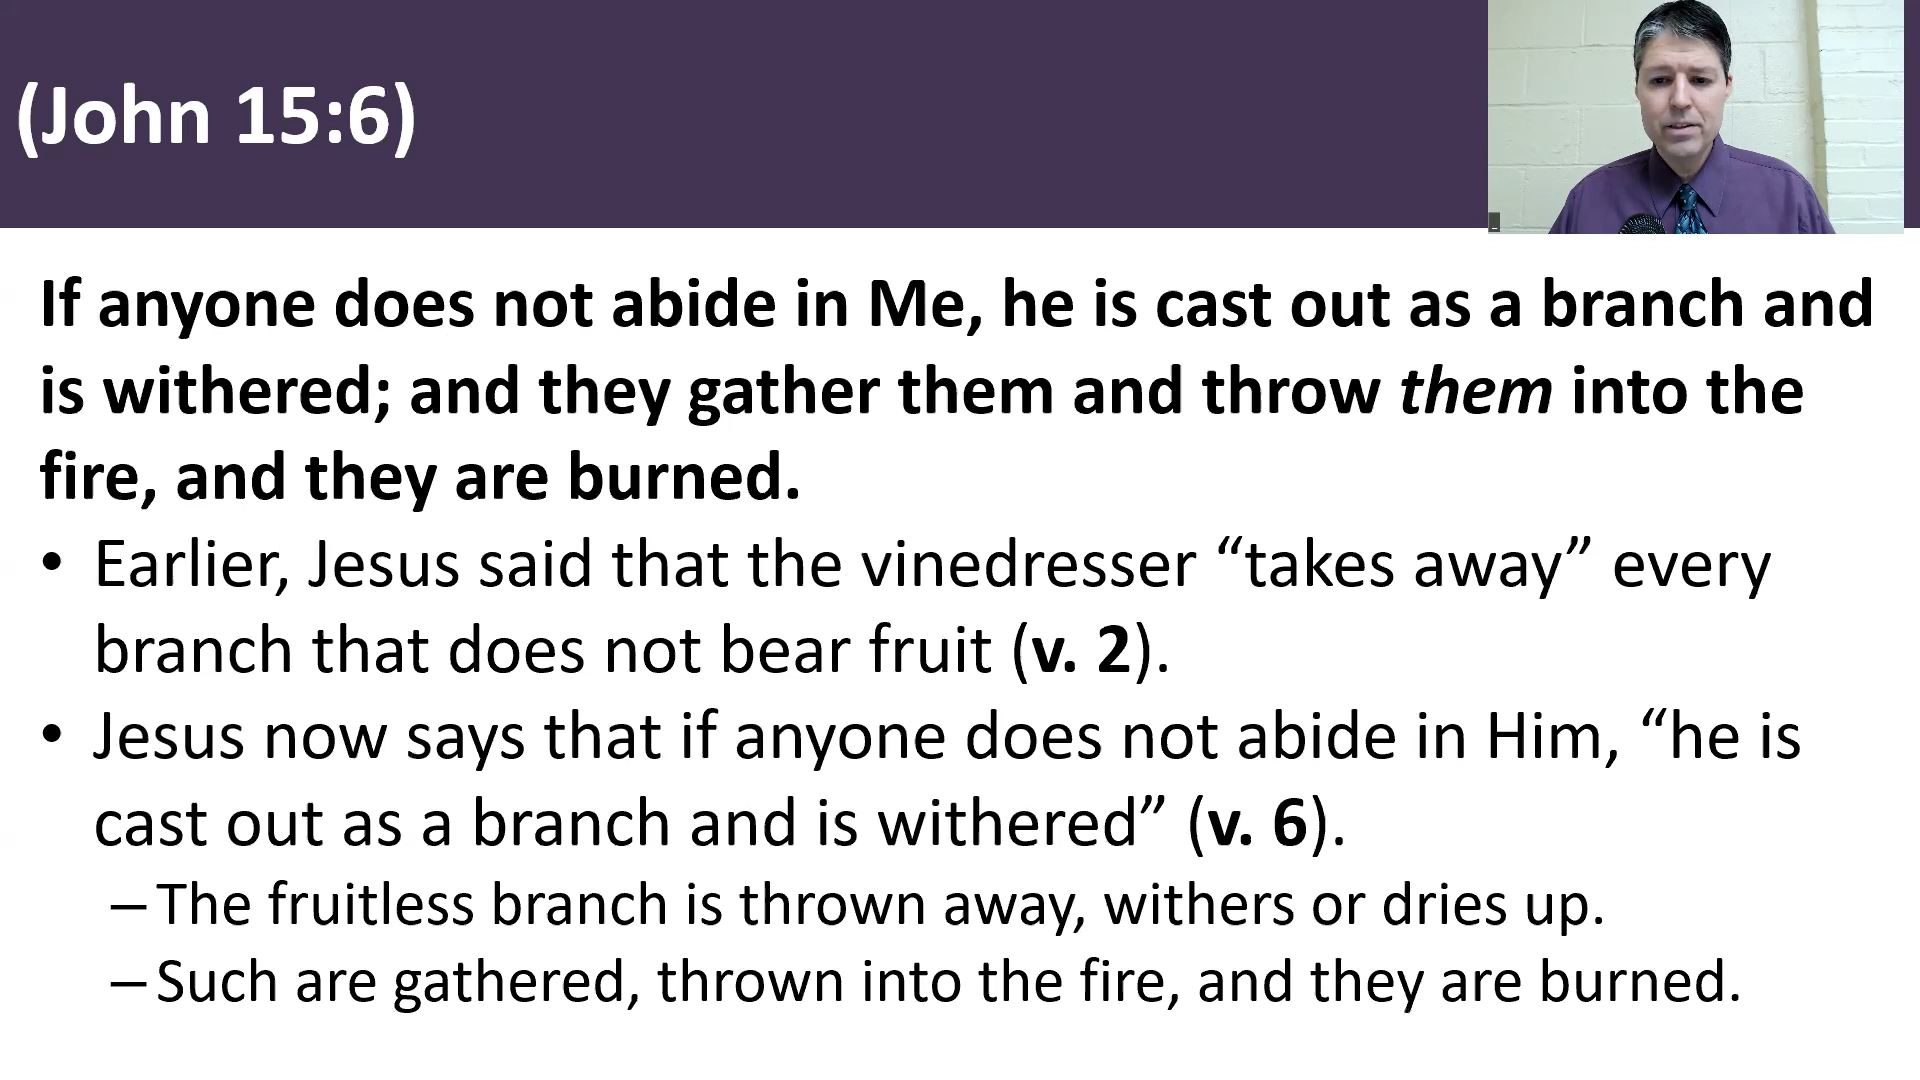 (John 15:6)
If anyone does not abide in Me, he is cast out as a branch and
is withered; and they gather them and throw them into the
fire, and they are burned.
• Earlier, Jesus said that the vinedresser “takes away” every
branch that does not bear fruit (v. 2).
• Jesus now says that if anyone does not abide in Him, “he is
cast out as a branch and is withered” (v. 6).
– The fruitless branch is thrown away, withers or dries up.
– Such are gathered, thrown into the fire, and they are burned.